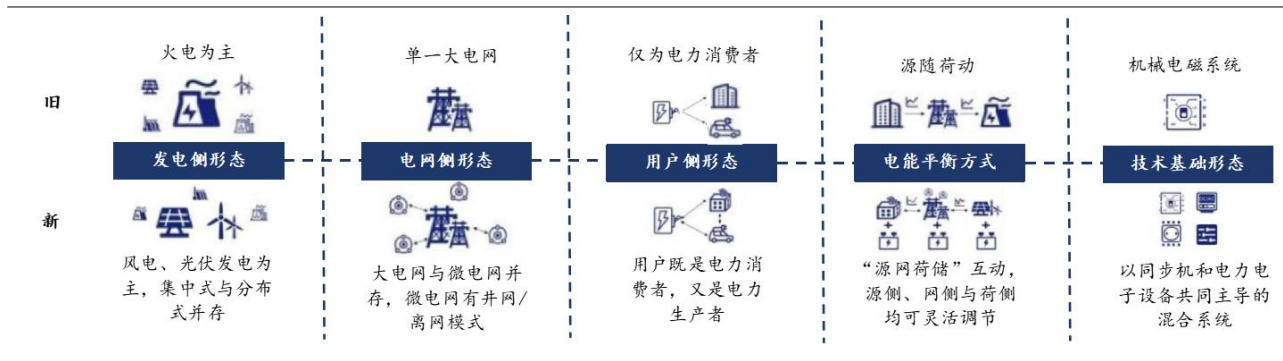 火电为主
单一大电网
仅为电力消费者
源随荷动
机械电磁系统
旧
发电侧形态
电网侧形态
用户侧形态
电能平衡方式
技术基础形态
新
风电、光伏发电为
主，集中式与分布
式并存
大电网与微电网并
存，微电网有井网/
离网模式
用户既是电力消
费者，又是电力
生产者
“源网荷储”互动，
源侧、网侧与荷侧
均可灵活调节
以同步机和电力电
子设备共同主导的
混合系统